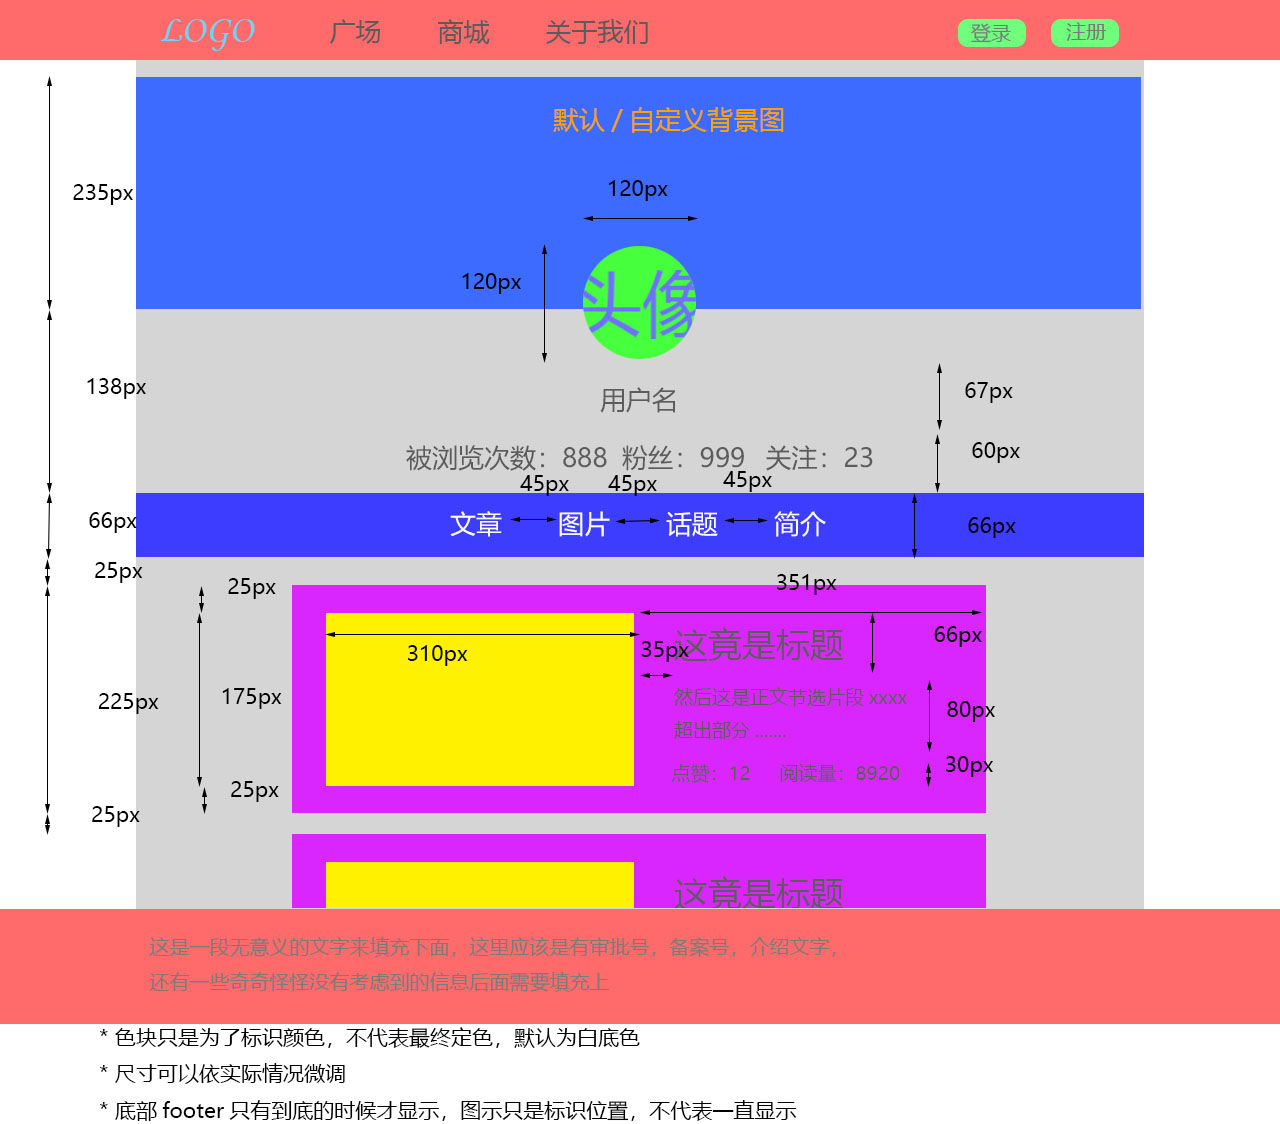 LOGO 广场 商城 关于我们 登录 注册
默认 / 自定义背景图
235px
120px
120px
头像
138px
用户名
67px
被浏览次数：888 粉丝：999 关注：23
60px
45px 45px 45px
66px
文章 图片 话题 简介
66px
25px
25px
351px
310px
这竟是标题
35px
66px
225px
175px
然后这是正文节选片段 xxxx
超出部分 .......
80px
点赞：12 阅读量：8920
30px
25px
25px
这竟是标题
这是一段无意义的文字来填充下面，这里应该是有审批号，备案号，介绍文字，
还有一些奇奇怪怪没有考虑到的信息后面需要填充上
* 色块只是为了标识颜色，不代表最终定色，默认为白底色
* 尺寸可以依实际情况微调
* 底部 footer 只有到底的时候才显示，图示只是标识位置，不代表一直显示